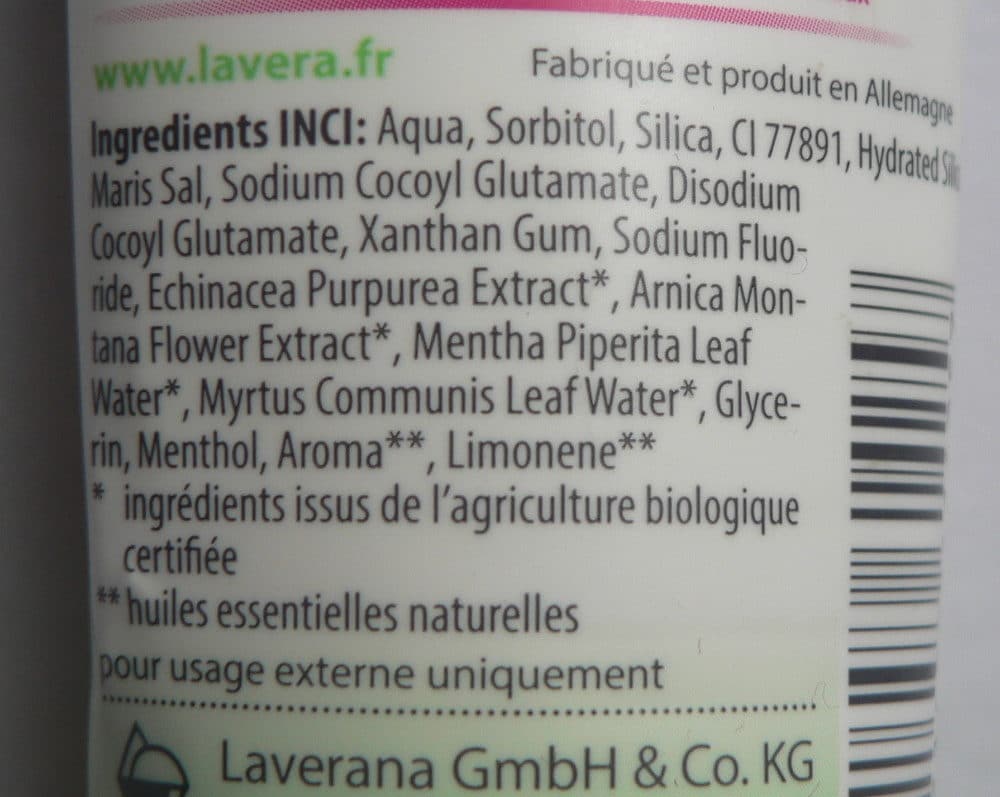 www.lavera.fr
Fabriqué et produit en Allemagne
Ingredients INCI: Aqua, Sorbitol, Silica, CI 77891, Hydrated
Maris Sal, Sodium Cocoyl Glutamate, Disodium
Cocoyl Glutamate, Xanthan Gum, Sodium Fluo-
ride, Echinacea Purpurea Extract*, Arnica Mon-
tana Flower Extract*, Mentha Piperita Leaf
Water*, Myrtus Communis Leaf Water*, Glyce-
rin, Menthol, Aroma**, Limonene**
* ingrédients issus de l'agriculture biologique
certifiée
** huiles essentielles naturelles
pour usage externe uniquement
Laverana GmbH & Co. KG